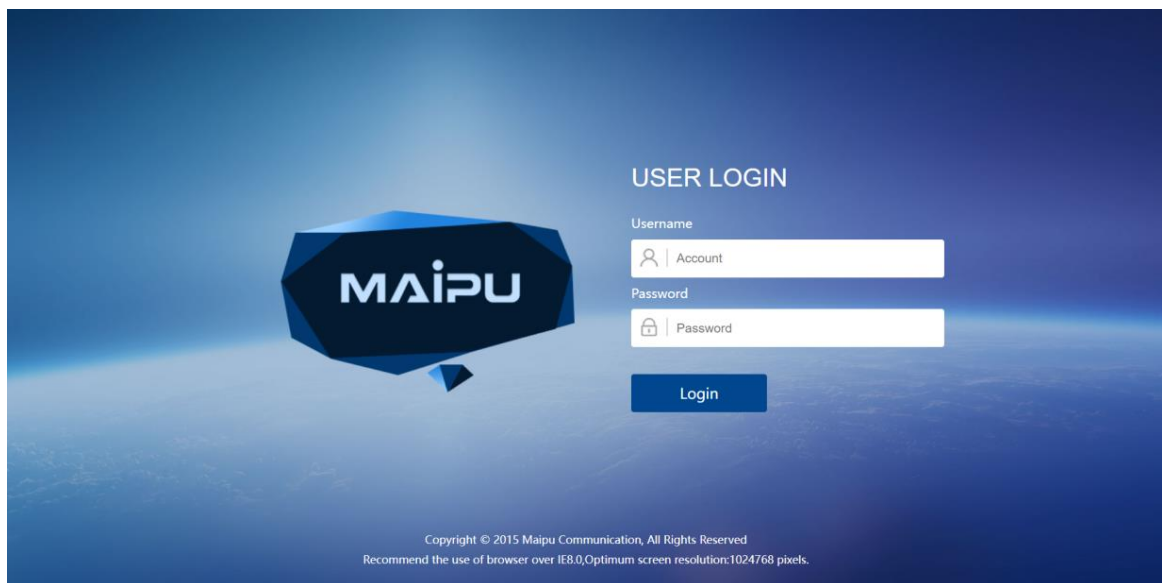 MAIPU
USER LOGIN
Username
Account
Password
Password
Login
Copyright © 2015 Maipu Communication, All Rights Reserved
Recommend the use of browser over IE8.0,Optimum screen resolution:1024768 pixels.